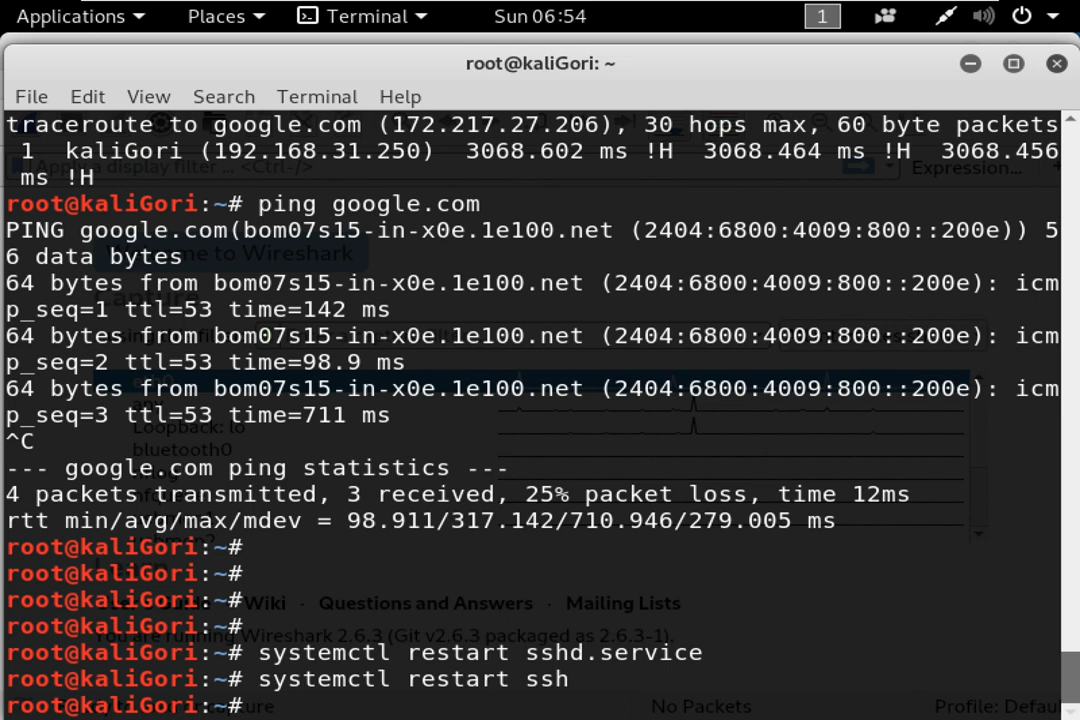 Applications Places Terminal Sun 06:54 1
root@kaliGori: ~
File Edit View Search Terminal Help
traceroute to google.com (172.217.27.206), 30 hops max, 60 byte packets
1 kaliGori (192.168.31.250) 3068.602 ms !H 3068.464 ms !H 3068.456
ms !H
Apply a display filter ... <Ctrl-/> Expression...
root@kaliGori:~# ping google.com
PING google.com(bom07s15-in-x0e.1e100.net (2404:6800:4009:800::200e)) 5
6 data bytes
Welcome to Wireshark
64 bytes from bom07s15-in-x0e.1e100.net (2404:6800:4009:800::200e): icm
Capture
p_seq=1 ttl=53 time=142 ms
64 bytes from bom07s15-in-x0e.1e100.net (2404:6800:4009:800::200e): icm
p_seq=2 ttl=53 time=98.9 ms
64 bytes from bom07s15-in-x0e.1e100.net (2404:6800:4009:800::200e): icm
any
p_seq=3 ttl=53 time=711 ms
Loopback: lo
^C
bluetooth0
--- google.com ping statistics ---
4 packets transmitted, 3 received, 25% packet loss, time 12ms
rtt min/avg/max/mdev = 98.911/317.142/710.946/279.005 ms
root@kaliGori:~#
root@kaliGori:~#
root@kaliGori:~#
Wiki · Questions and Answers · Mailing Lists
root@kaliGori:~#
You are running Wireshark 2.6.3 (Git v2.6.3 packaged as 2.6.3-1).
root@kaliGori:~# systemctl restart sshd.service
root@kaliGori:~# systemctl restart ssh
root@kaliGori:~#
No Packets Profile: Defau